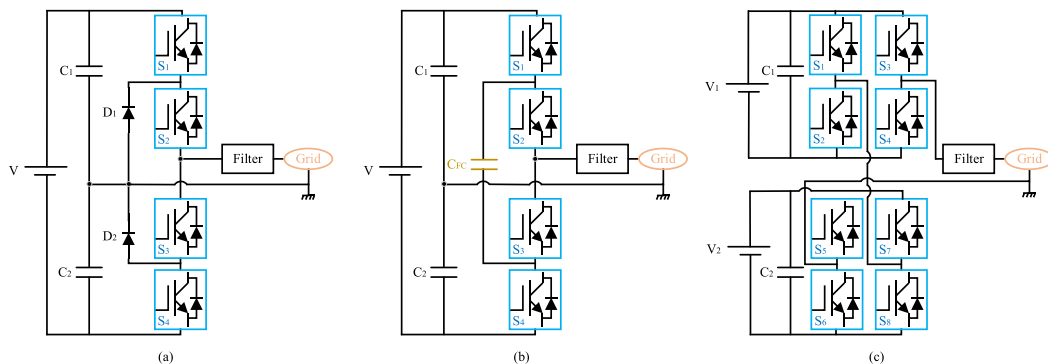 V
C1
C2
D1
D2
S1
S2
S3
S4
Filter
Grid
(a)
V
C1
C2
CFC
S1
S2
S3
S4
Filter
Grid
(b)
V1
C1
S1
S2
S3
S4
Filter
Grid
V2
C2
S5
S6
S7
S8
(c)